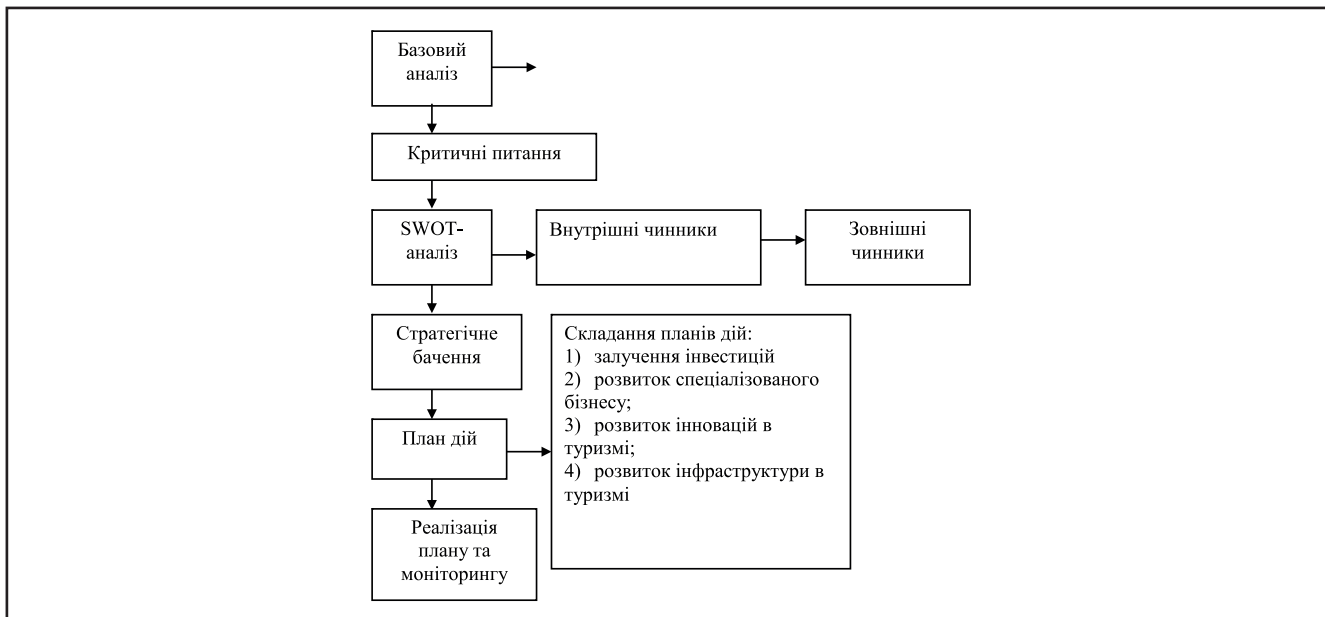 Базовий
аналіз
Критичні питання
SWOT-
аналіз
Внутрішні чинники
Зовнішні
чинники
Стратегічне
бачення
Складання планів дій:
1) залучення інвестицій
2) розвиток спеціалізованого
бізнесу;
3) розвиток інновацій в
туризмі;
4) розвиток інфраструктури в
туризмі
План дій
Реалізація
плану та
моніторингу